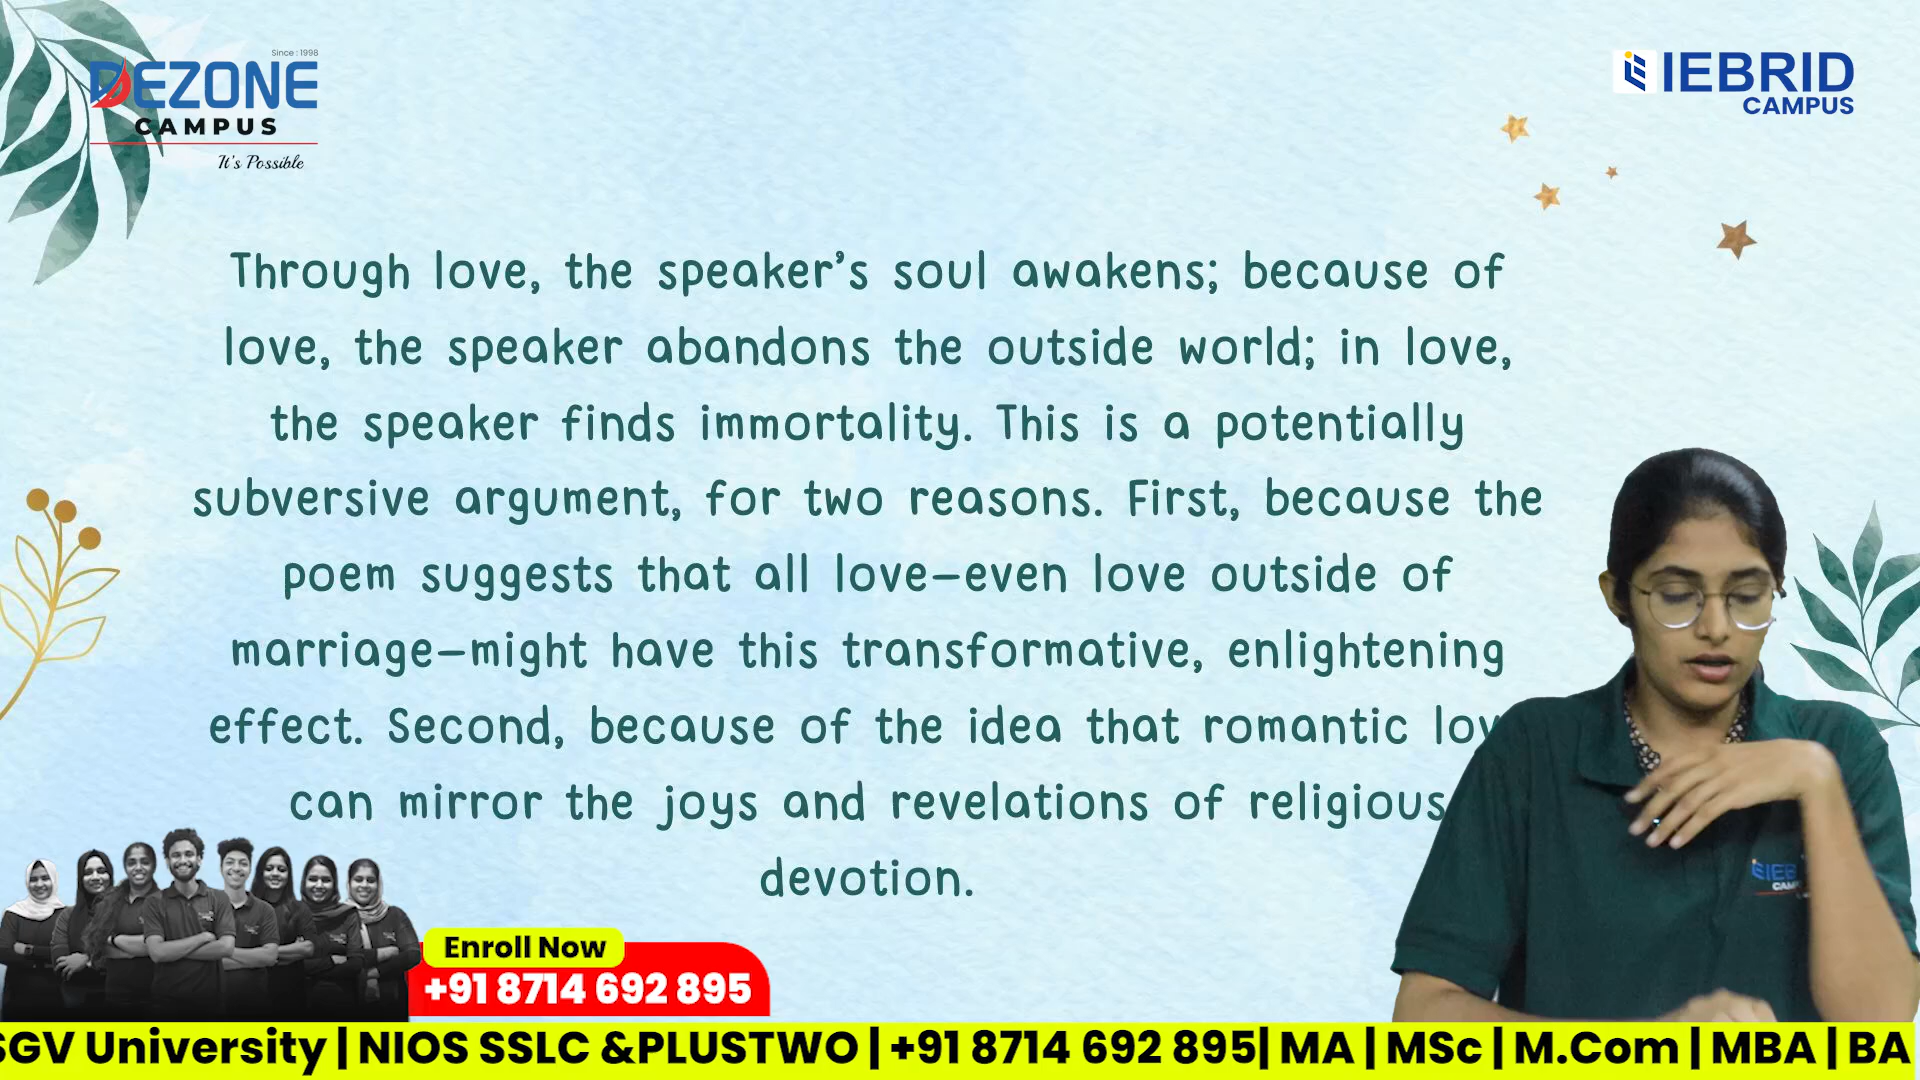 Since : 1998
DEZONE
CAMPUS
It's Possible
IEBRID
CAMPUS
Through love, the speaker’s soul awakens; because of
love, the speaker abandons the outside world; in love,
the speaker finds immortality. This is a potentially
subversive argument, for two reasons. First, because the
poem suggests that all love–even love outside of
marriage–might have this transformative, enlightening
effect. Second, because of the idea that romantic lov
can mirror the joys and revelations of religious
devotion.
Enroll Now
+91 8714 692 895
SGV University | NIOS SSLC &PLUSTWO | +91 8714 692 895| MA | MSc | M.Com | MBA | BA